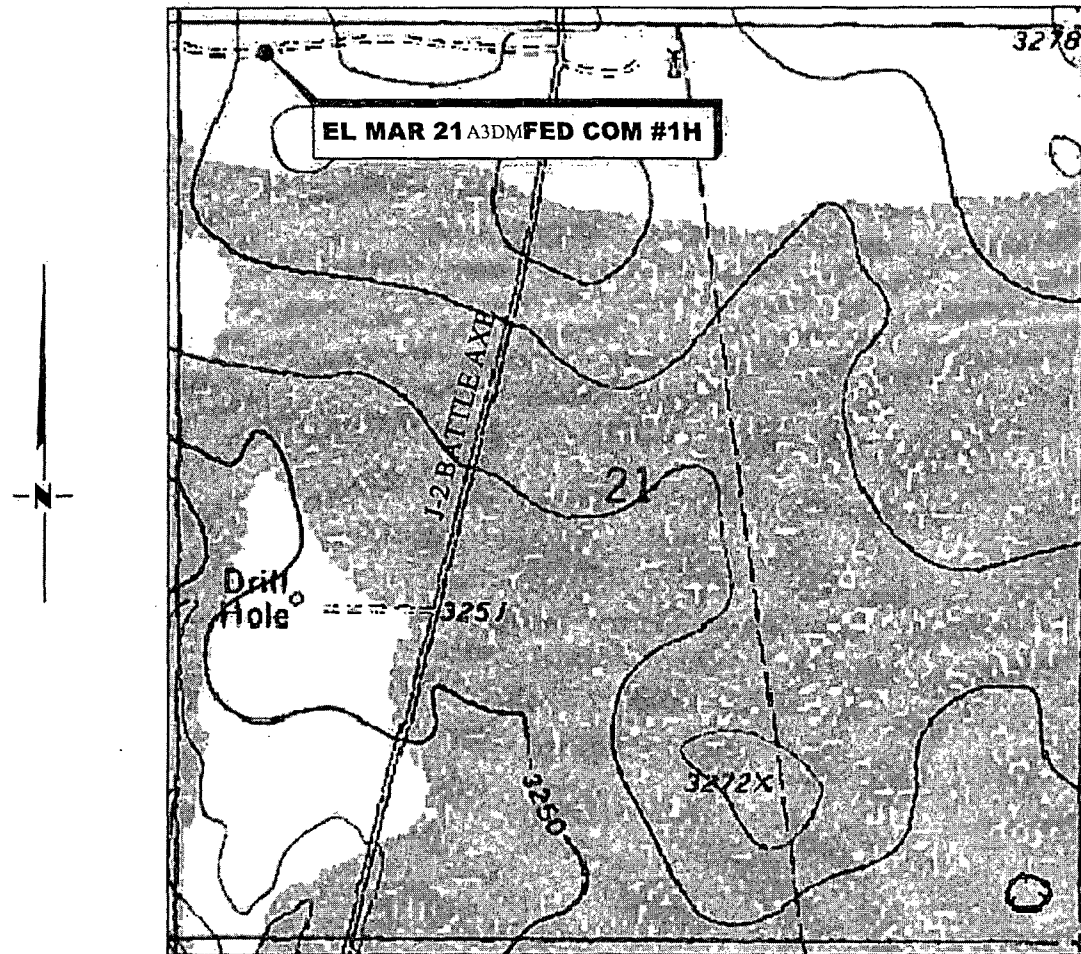 3278
EL MAR 21 A3DM FED COM #1H
J-2 BATTLE AXE
21
Drill
Hole
3251
3250
3272X
N